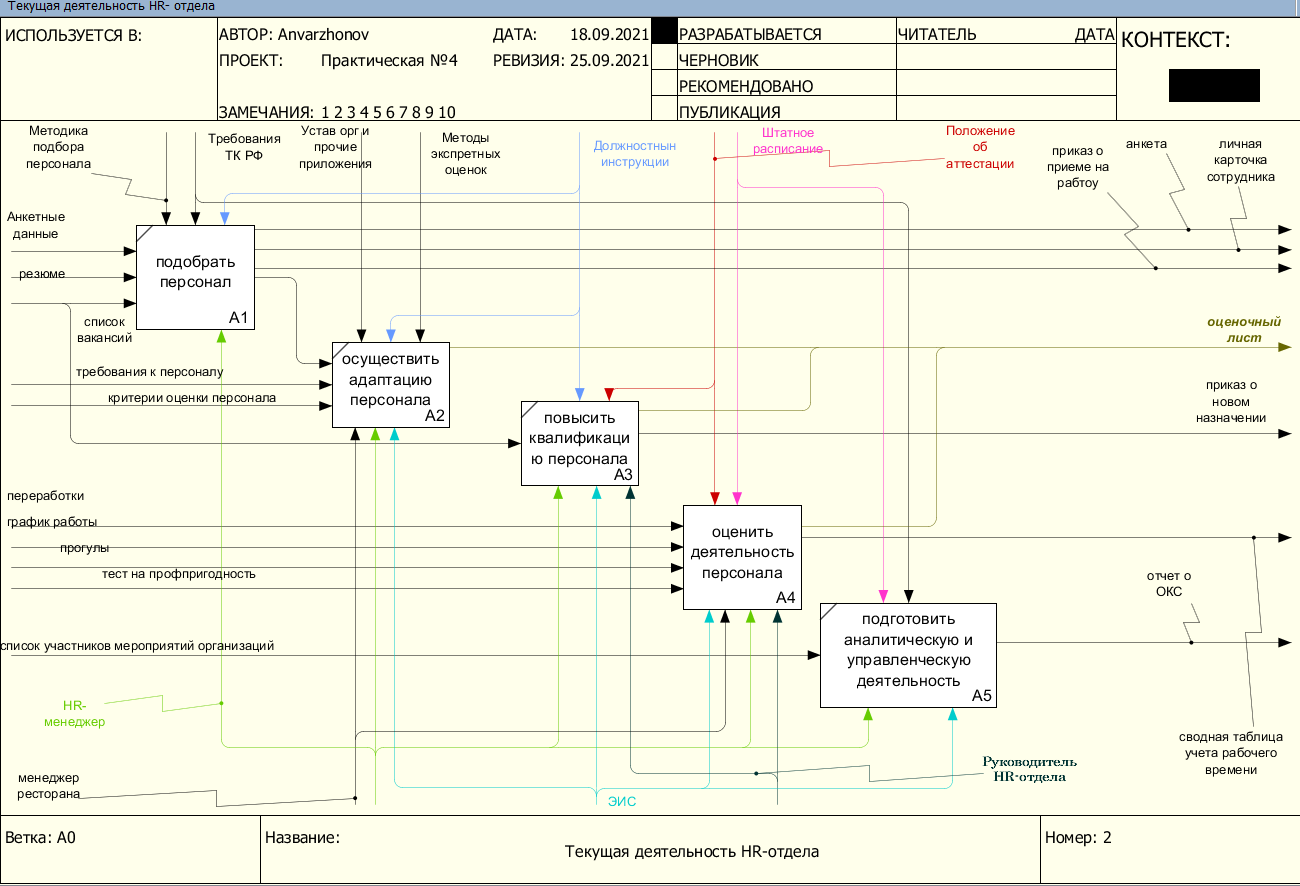 Текущая деятельность HR- отдела
ИСПОЛЬЗУЕТСЯ В:
АВТОР: Anvarzhonov
ДАТА: 18.09.2021
ПРОЕКТ: Практическая №4
РЕВИЗИЯ: 25.09.2021
ЗАМЕЧАНИЯ: 1 2 3 4 5 6 7 8 9 10
РАЗРАБАТЫВАЕТСЯ
ЧЕРНОВИК
РЕКОМЕНДОВАНО
ПУБЛИКАЦИЯ
ЧИТАТЕЛЬ
ДАТА
КОНТЕКСТ:
Методика
подбора
персонала
Требования
ТК РФ
Устав орг и
прочие
приложения
Методы
экспретных
оценок
Должностнын
инструкции
Штатное
расписание
Положение
об
аттестации
приказ о
приеме на
рабтоу
анкета
личная
карточка
сотрудника
Анкетные
данные
резюме
список
вакансий
подобрать
персонал
A1
оценочный
лист
требования к персоналу
критерии оценки персонала
осуществить
адаптацию
персонала
A2
приказ о
новом
назначении
повысить
квалификаци
ю персонала
A3
переработки
график работы
прогулы
тест на профпригодность
оценить
деятельность
персонала
A4
отчет о
ОКС
список участников мероприятий организаций
подготовить
аналитическую и
управленческую
деятельность
A5
HR-
менеджер
сводная таблица
учета рабочего
времени
менеджер
ресторана
Руководитель
HR-отдела
ЭИС
Ветка: A0
Название:
Текущая деятельность HR-отдела
Номер: 2